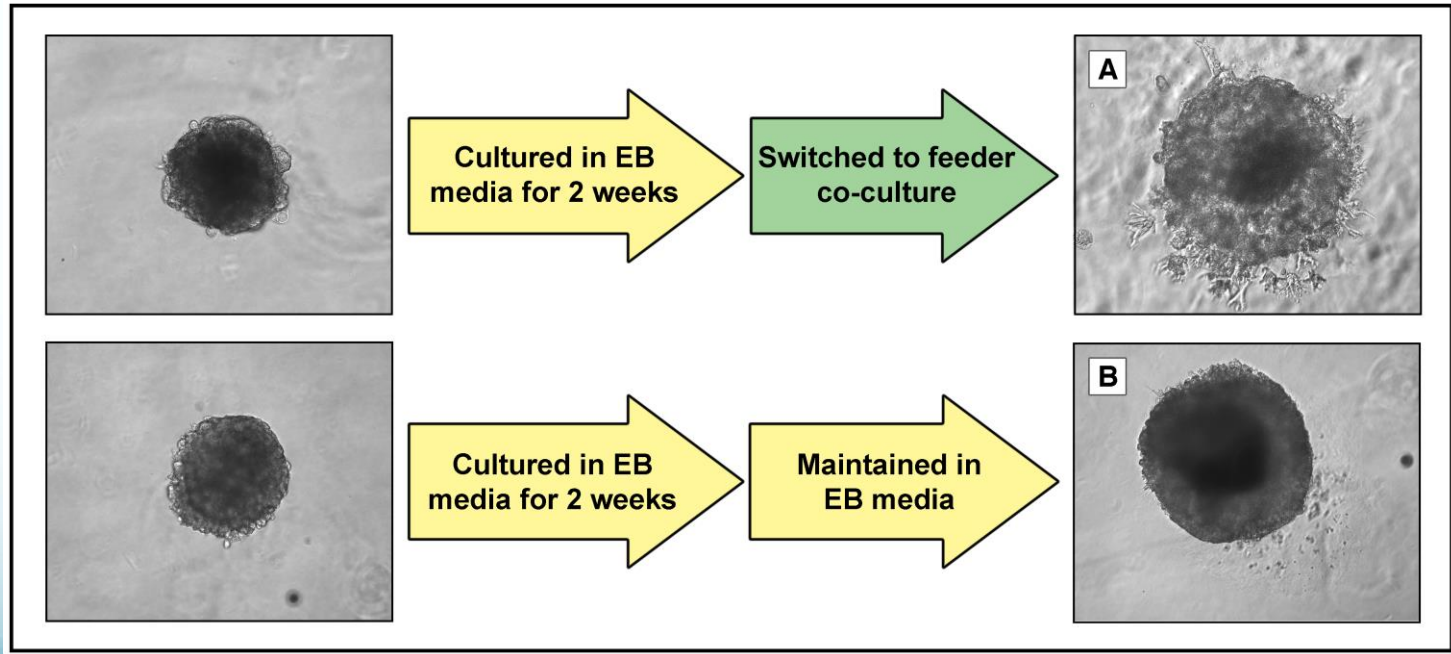 Cultured in EB
media for 2 weeks
Switched to feeder
co-culture
A
Cultured in EB
media for 2 weeks
Maintained in
EB media
B